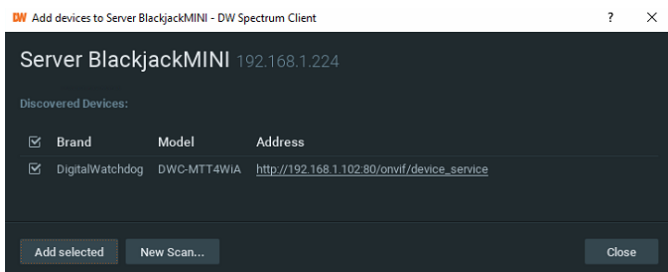 DW Add devices to Server BlackjackMINI - DW Spectrum Client ? X
Server BlackjackMINI 192.168.1.224
Discovered Devices:
Brand Model Address
DigitalWatchdog DWC-MTT4WiA http://192.168.1.102:80/onvif/device_service
Add selected New Scan... Close